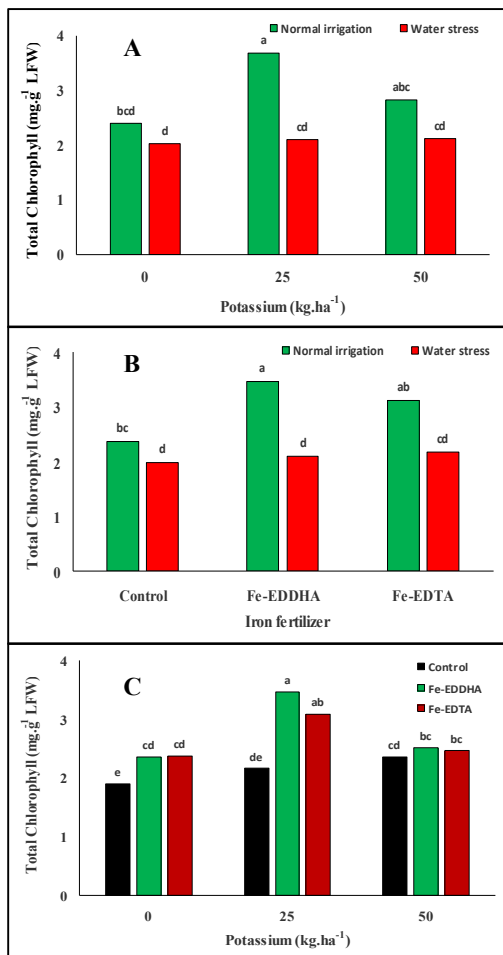 A
Normal irrigation
Water stress
Total Chlorophyll (mg.g-1 LFW)
4
3
2
1
0
bcd
d
a
cd
abc
cd
0
25
50
Potassium (kg.ha-1)
B
Normal irrigation
Water stress
Total Chlorophyll (mg.g-1 LFW)
4
3
2
1
0
bc
d
a
d
ab
cd
Control
Fe-EDDHA
Fe-EDTA
Iron fertilizer
C
Control
Fe-EDDHA
Fe-EDTA
Total Chlorophyll (mg.g-1 LFW)
4
3
2
1
0
e
cd
cd
de
a
ab
cd
bc
bc
0
25
50
Potassium (kg.ha-1)